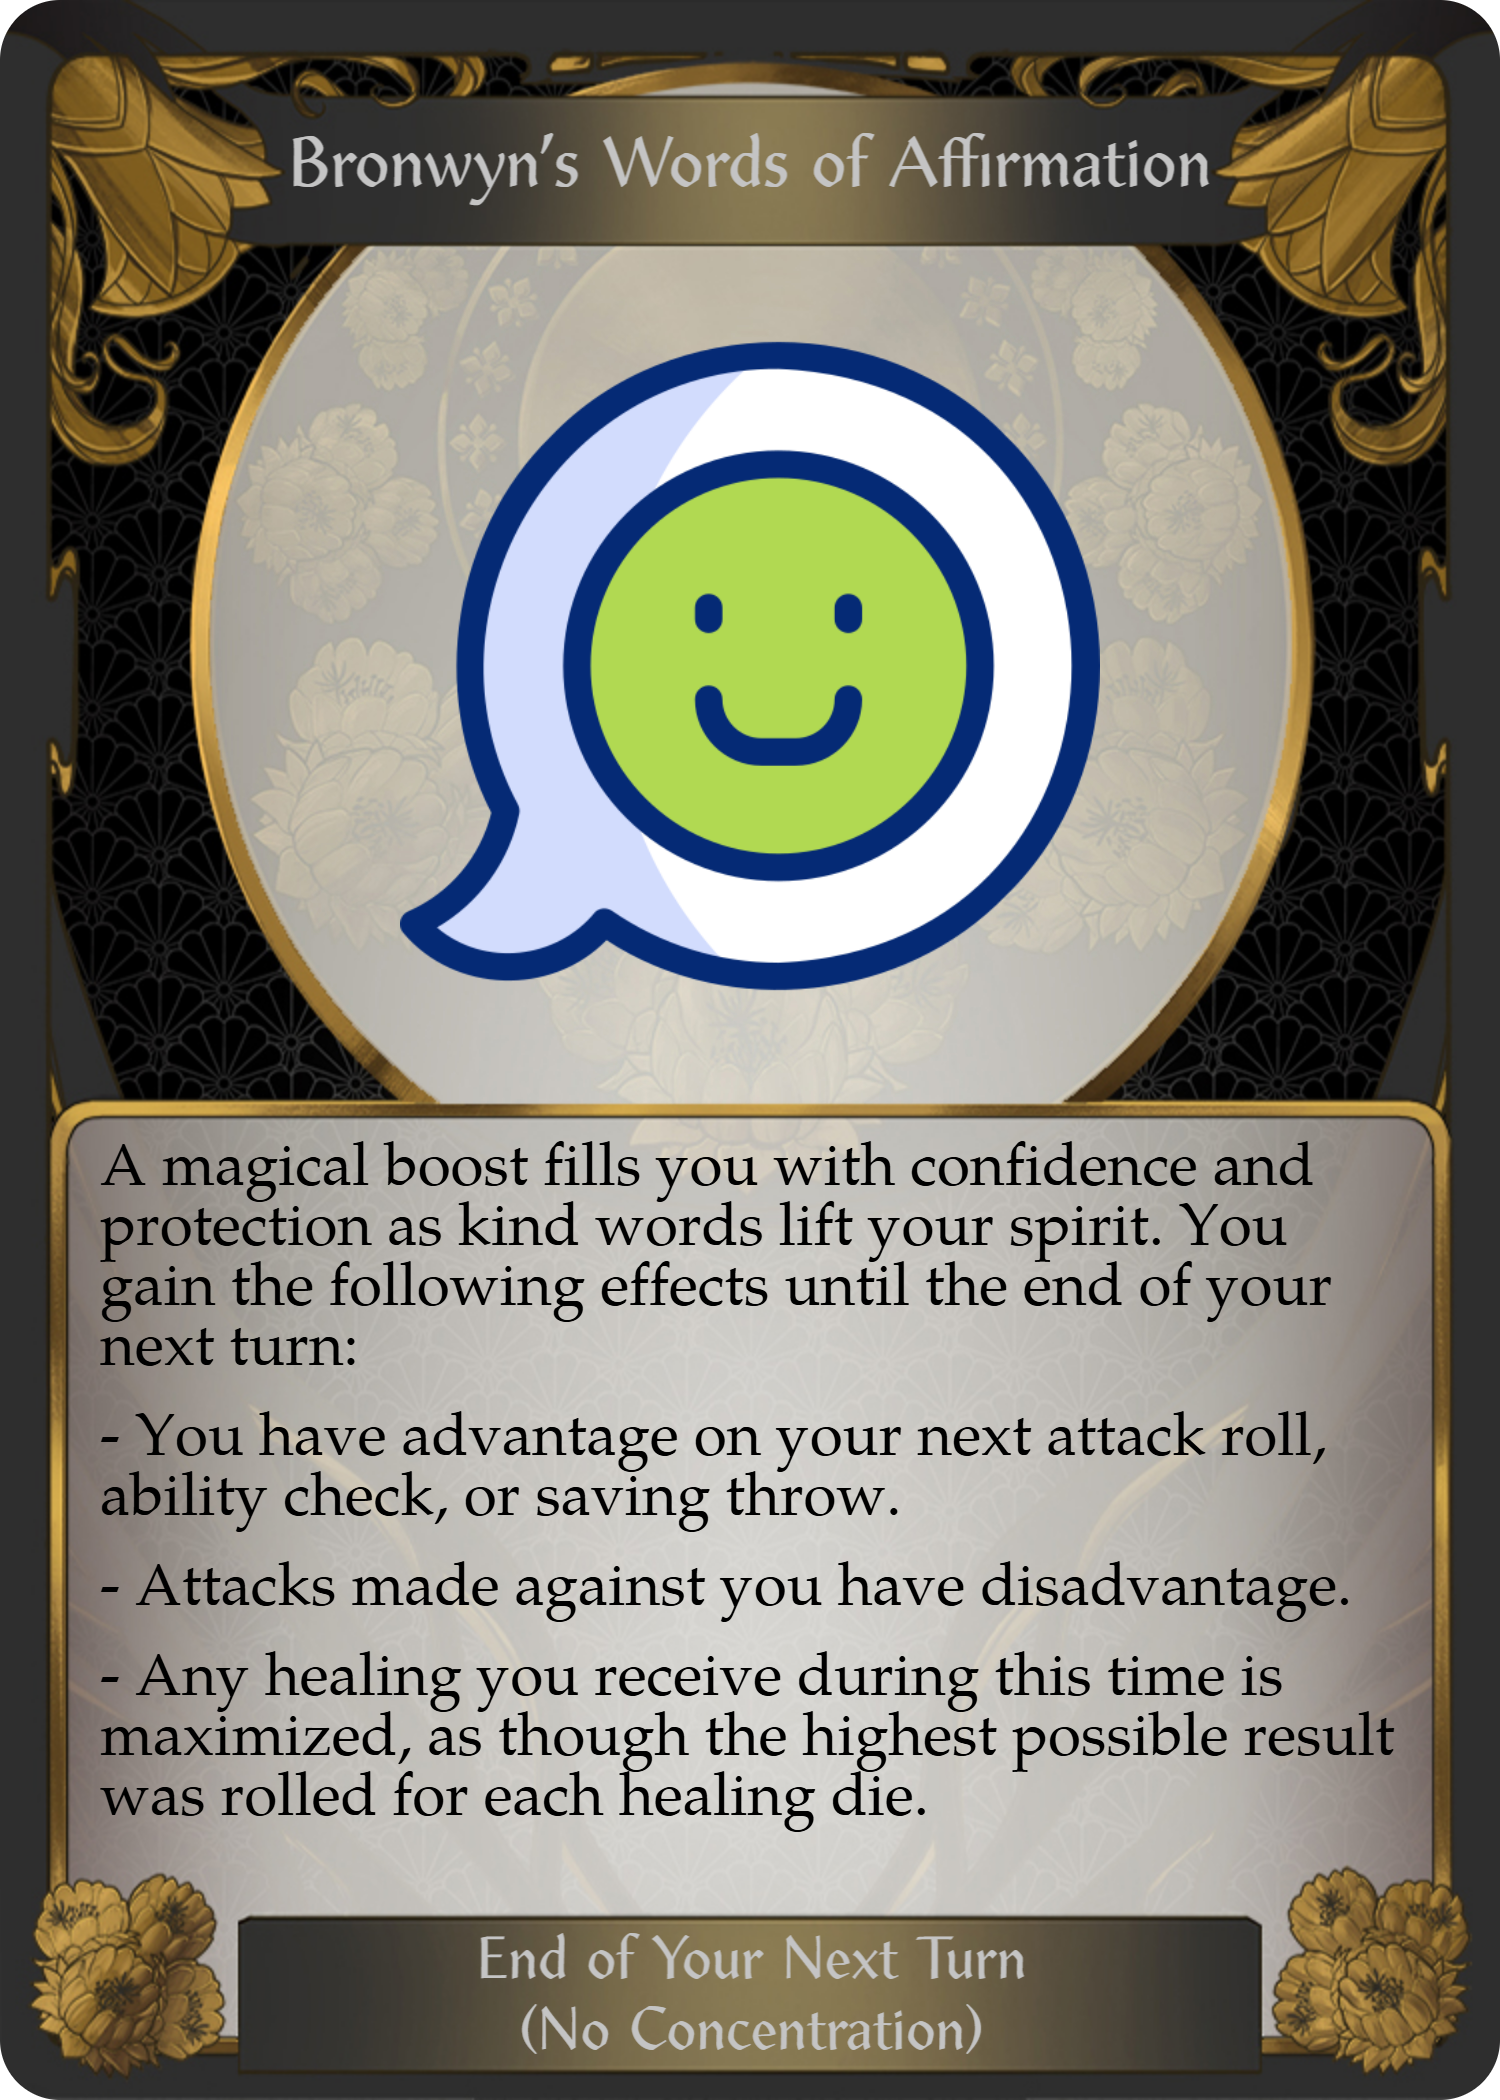 Bronwyn's Words of Affirmation
A magical boost fills you with confidence and
protection as kind words lift your spirit. You
gain the following effects until the end of your
next turn:
- You have advantage on your next attack roll,
ability check, or saving throw.
- Attacks made against you have disadvantage.
- Any healing you receive during this time is
maximized, as though the highest possible result
was rolled for each healing die.
End of Your Next Turn
(No Concentration)